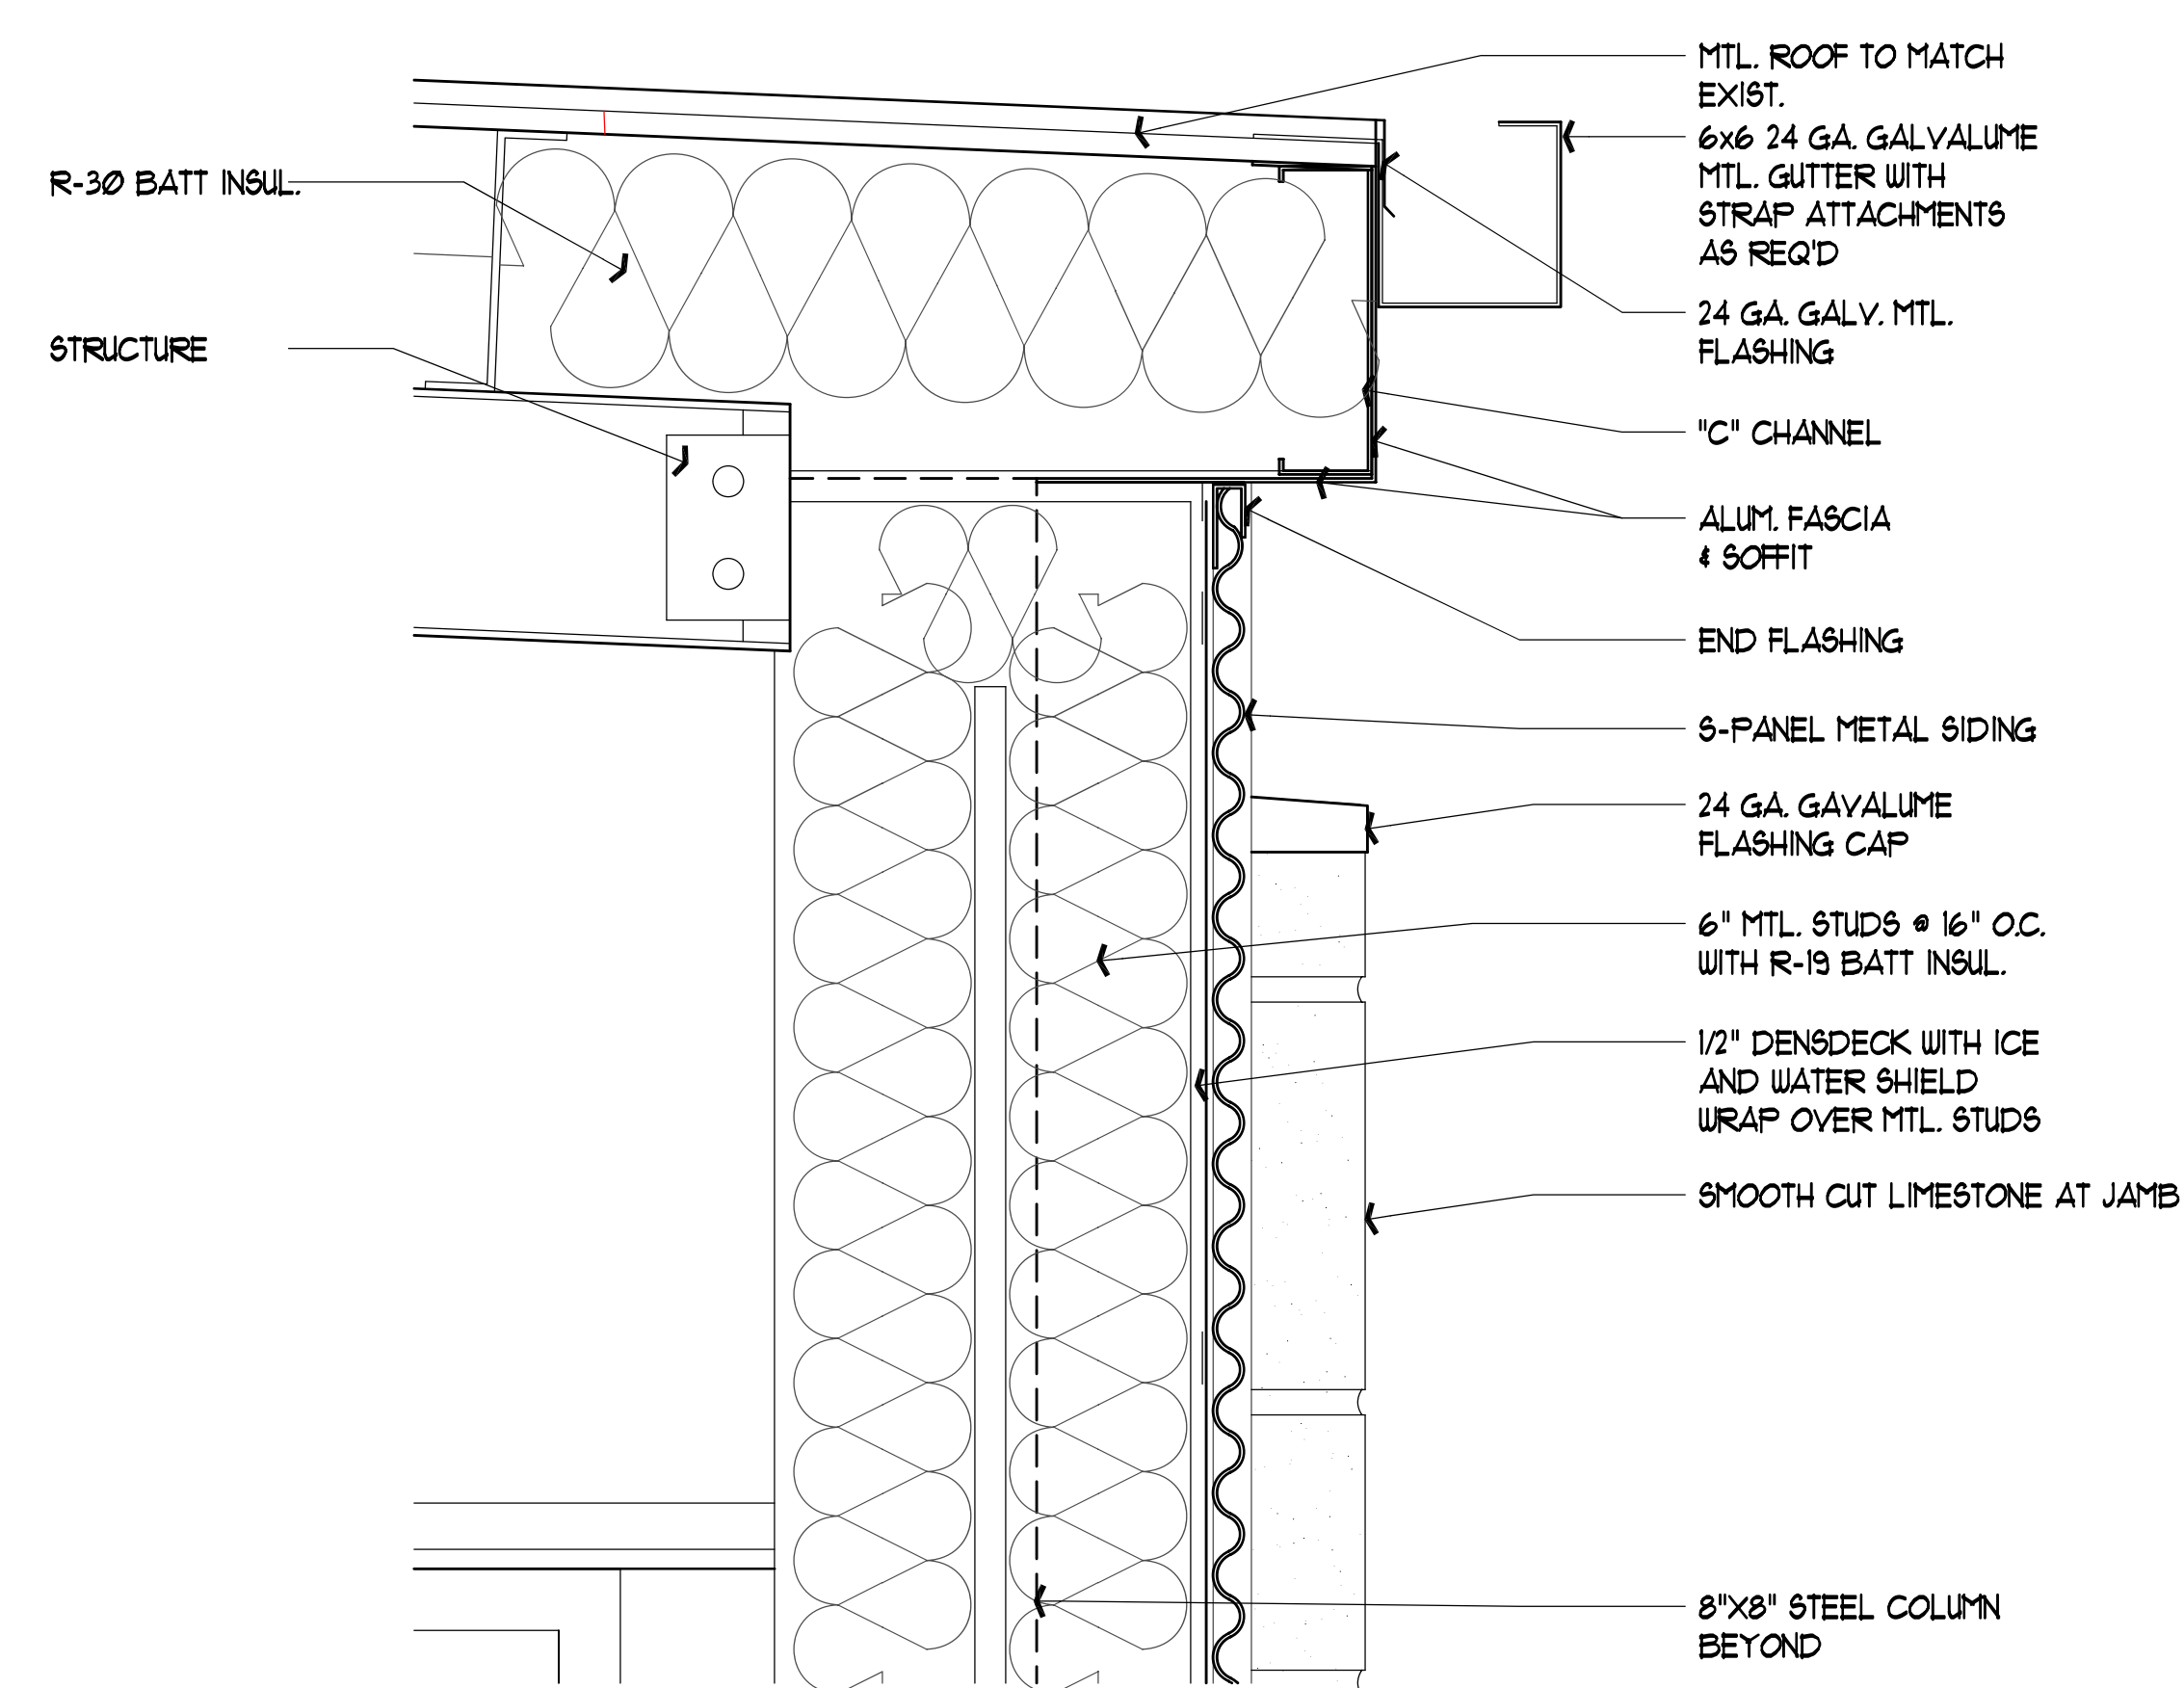 R-30 BATT INSUL.
STRUCTURE
MTL. ROOF TO MATCH
EXIST.
6x6 24 GA. GALVALUME
MTL. GUTTER WITH
STRAP ATTACHMENTS
AS REQ'D
24 GA. GALV. MTL.
FLASHING
"C" CHANNEL
ALUM. FASCIA
& SOFFIT
END FLASHING
S-PANEL METAL SIDING
24 GA. GAVALUME
FLASHING CAP
6" MTL. STUDS @ 16" O.C.
WITH R-19 BATT INSUL.
1/2" DENSDECK WITH ICE
AND WATER SHIELD
WRAP OVER MTL. STUDS
SMOOTH CUT LIMESTONE AT JAMB
8"X8" STEEL COLUMN
BEYOND